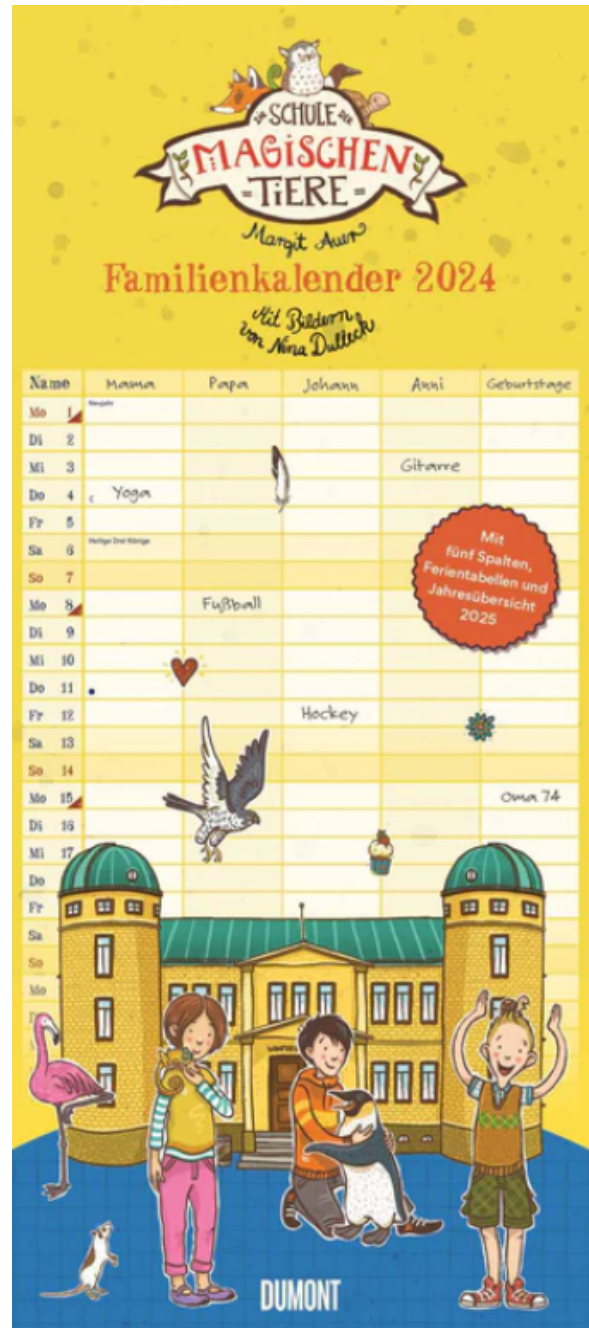 DIE SCHULE DER
MAGISCHEN
TIERE
Margit Auer
Familienkalender 2024
Mit Bildern
von Nina Dulleck
Name Mama Papa Johann Anni Geburtstage
Mo 1 Neujahr
Di 2
Mi 3 Gitarre
Do 4 Yoga
Fr 5
Sa 6 Heilige Drei Könige
So 7
Mo 8 Fußball
Di 9
Mi 10
Do 11
Fr 12 Hockey
Sa 13
So 14
Mo 15 Oma 74
Di 16
Mi 17
Do
Fr
Sa
So
Mo
Mit
fünf Spalten,
Ferientabellen und
Jahresübersicht
2025
DUMONT